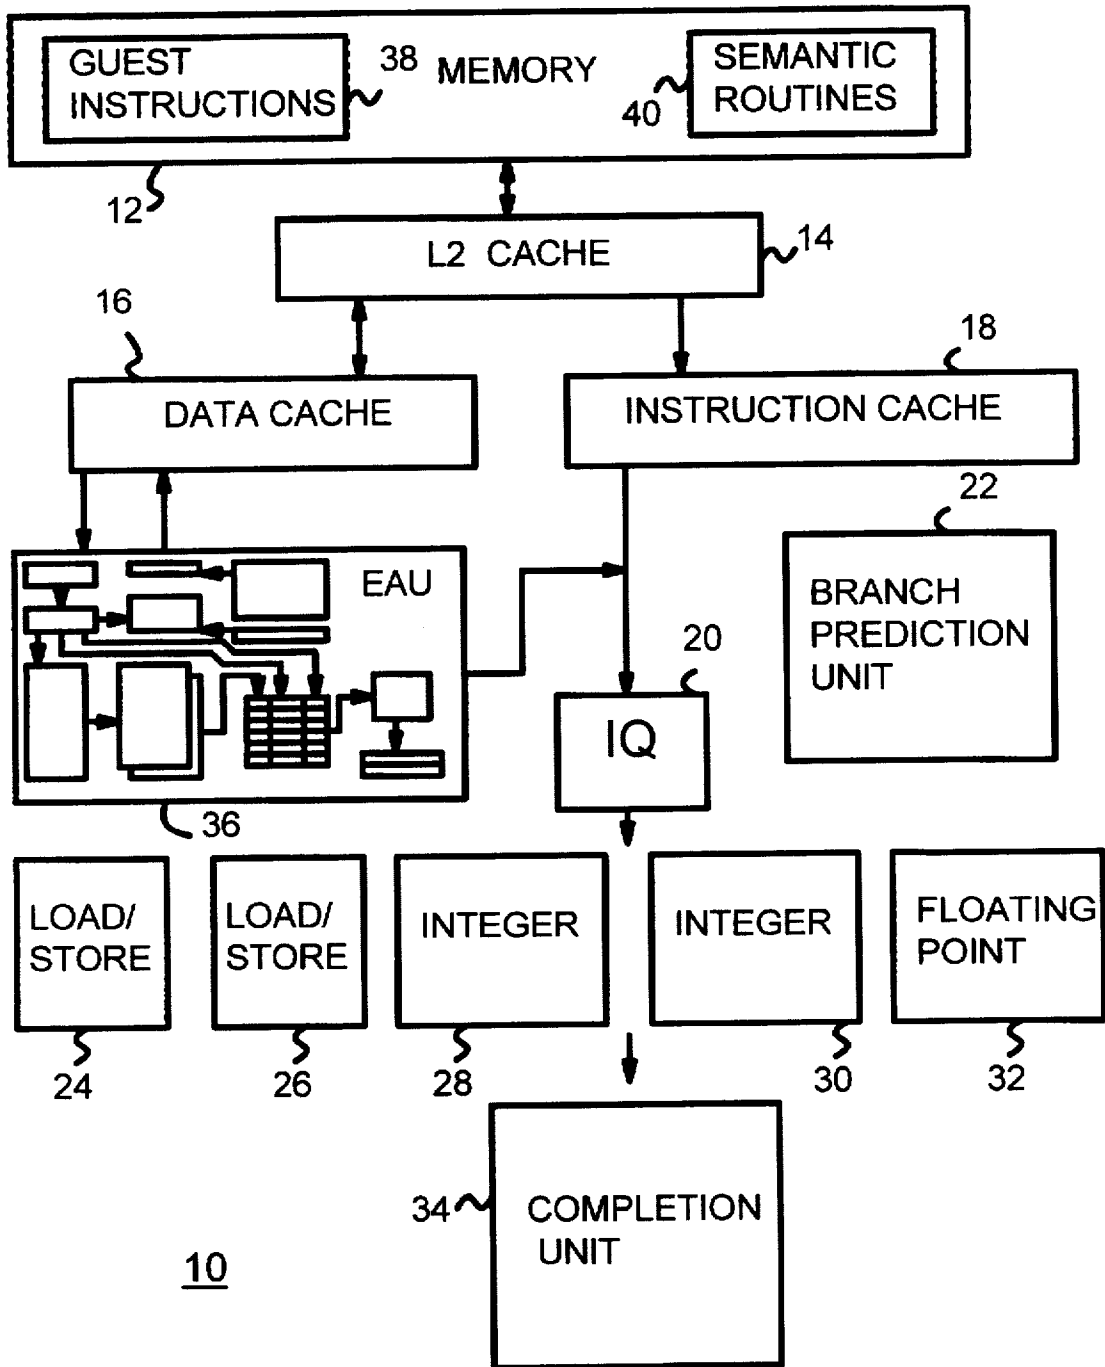 GUEST
INSTRUCTIONS
38
MEMORY
40
SEMANTIC
ROUTINES
12
L2 CACHE
14
16
18
DATA CACHE
INSTRUCTION CACHE
22
EAU
BRANCH
PREDICTION
UNIT
20
IQ
36
LOAD/
STORE
LOAD/
STORE
INTEGER
INTEGER
FLOATING
POINT
24
26
28
30
32
34
COMPLETION
UNIT
10